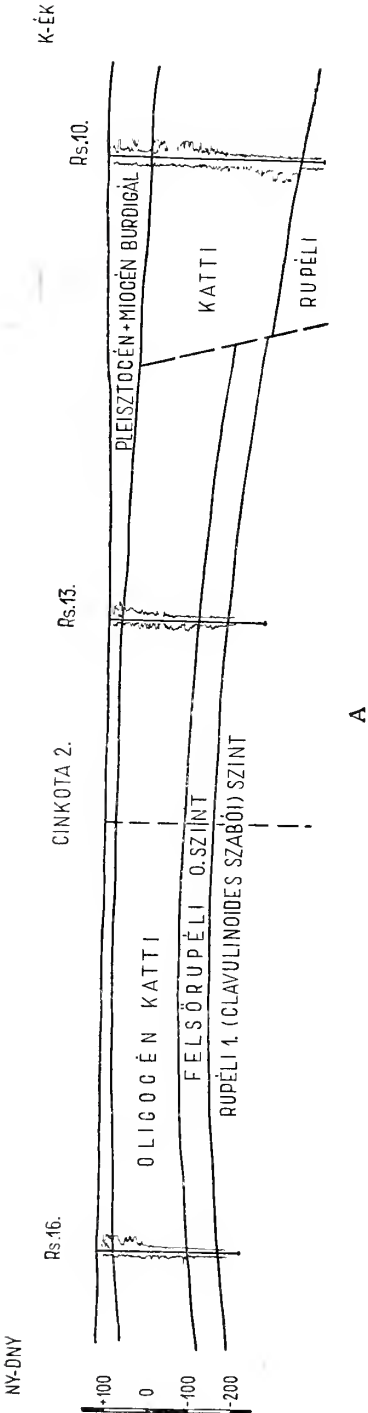 NY-DNY
K-ÉK
Rs.16.
CINKOTA 2.
Rs.13.
Rs.10.
+100
0
-100
-200
PLEISZTOCÉN+MIOCÉN BURDIGÁL
OLIGOCÉN KATTI
KATTI
FELSŐRUPÉLI 0.SZINT
RUPÉLI 1. (CLAVULINOIDES SZABÓI) SZINT
RUPÉLI
A